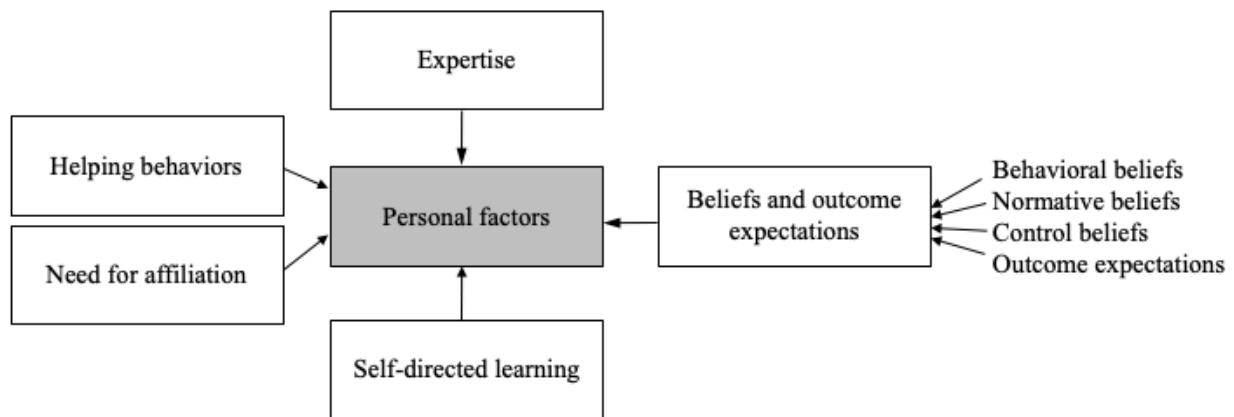 Expertise
Helping behaviors
Personal factors
Need for affiliation
Beliefs and outcome
expectations
Behavioral beliefs
Normative beliefs
Control beliefs
Outcome expectations
Self-directed learning